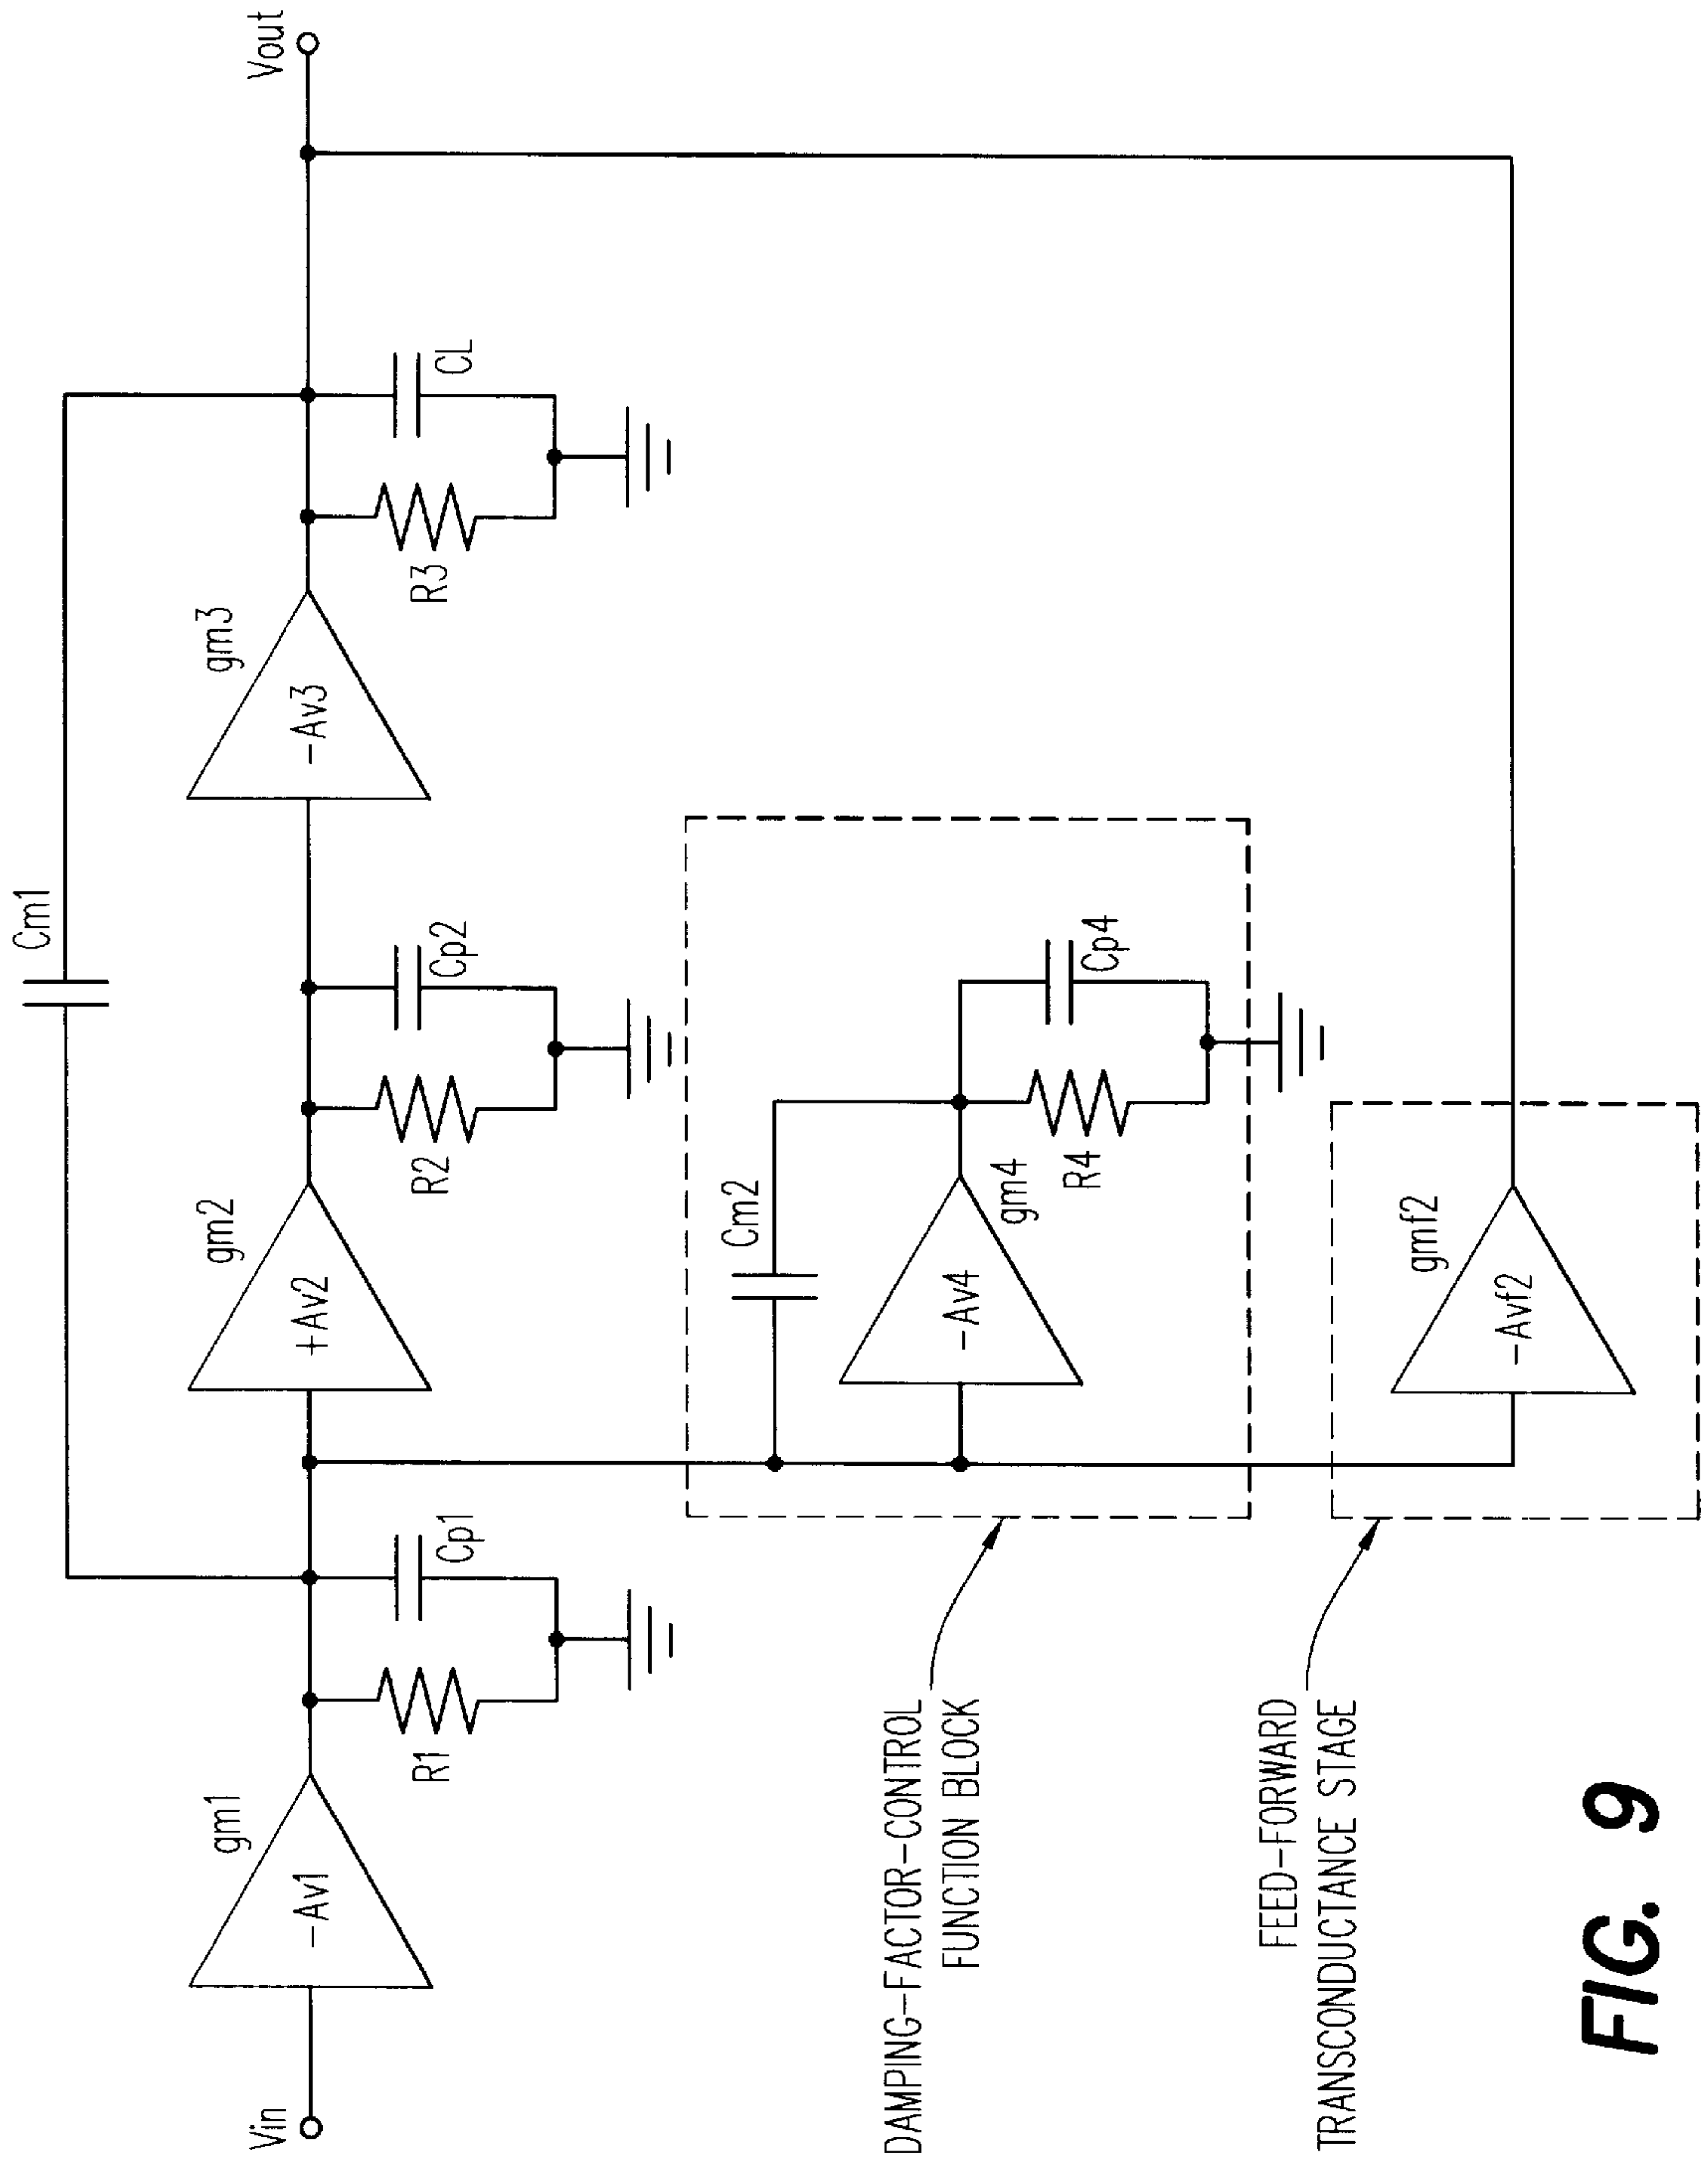 Cm1
Vin
gm1
-Av1
R1
Cp1
gm2
+Av2
R2
Cp2
gm3
-Av3
R3
CL
Vout
DAMPING-FACTOR-CONTROL
FUNCTION BLOCK
Cm2
-Av4
gm4
R4
Cp4
FEED-FORWARD
TRANSCONDUCTANCE STAGE
gmf2
-Avf2
FIG. 9